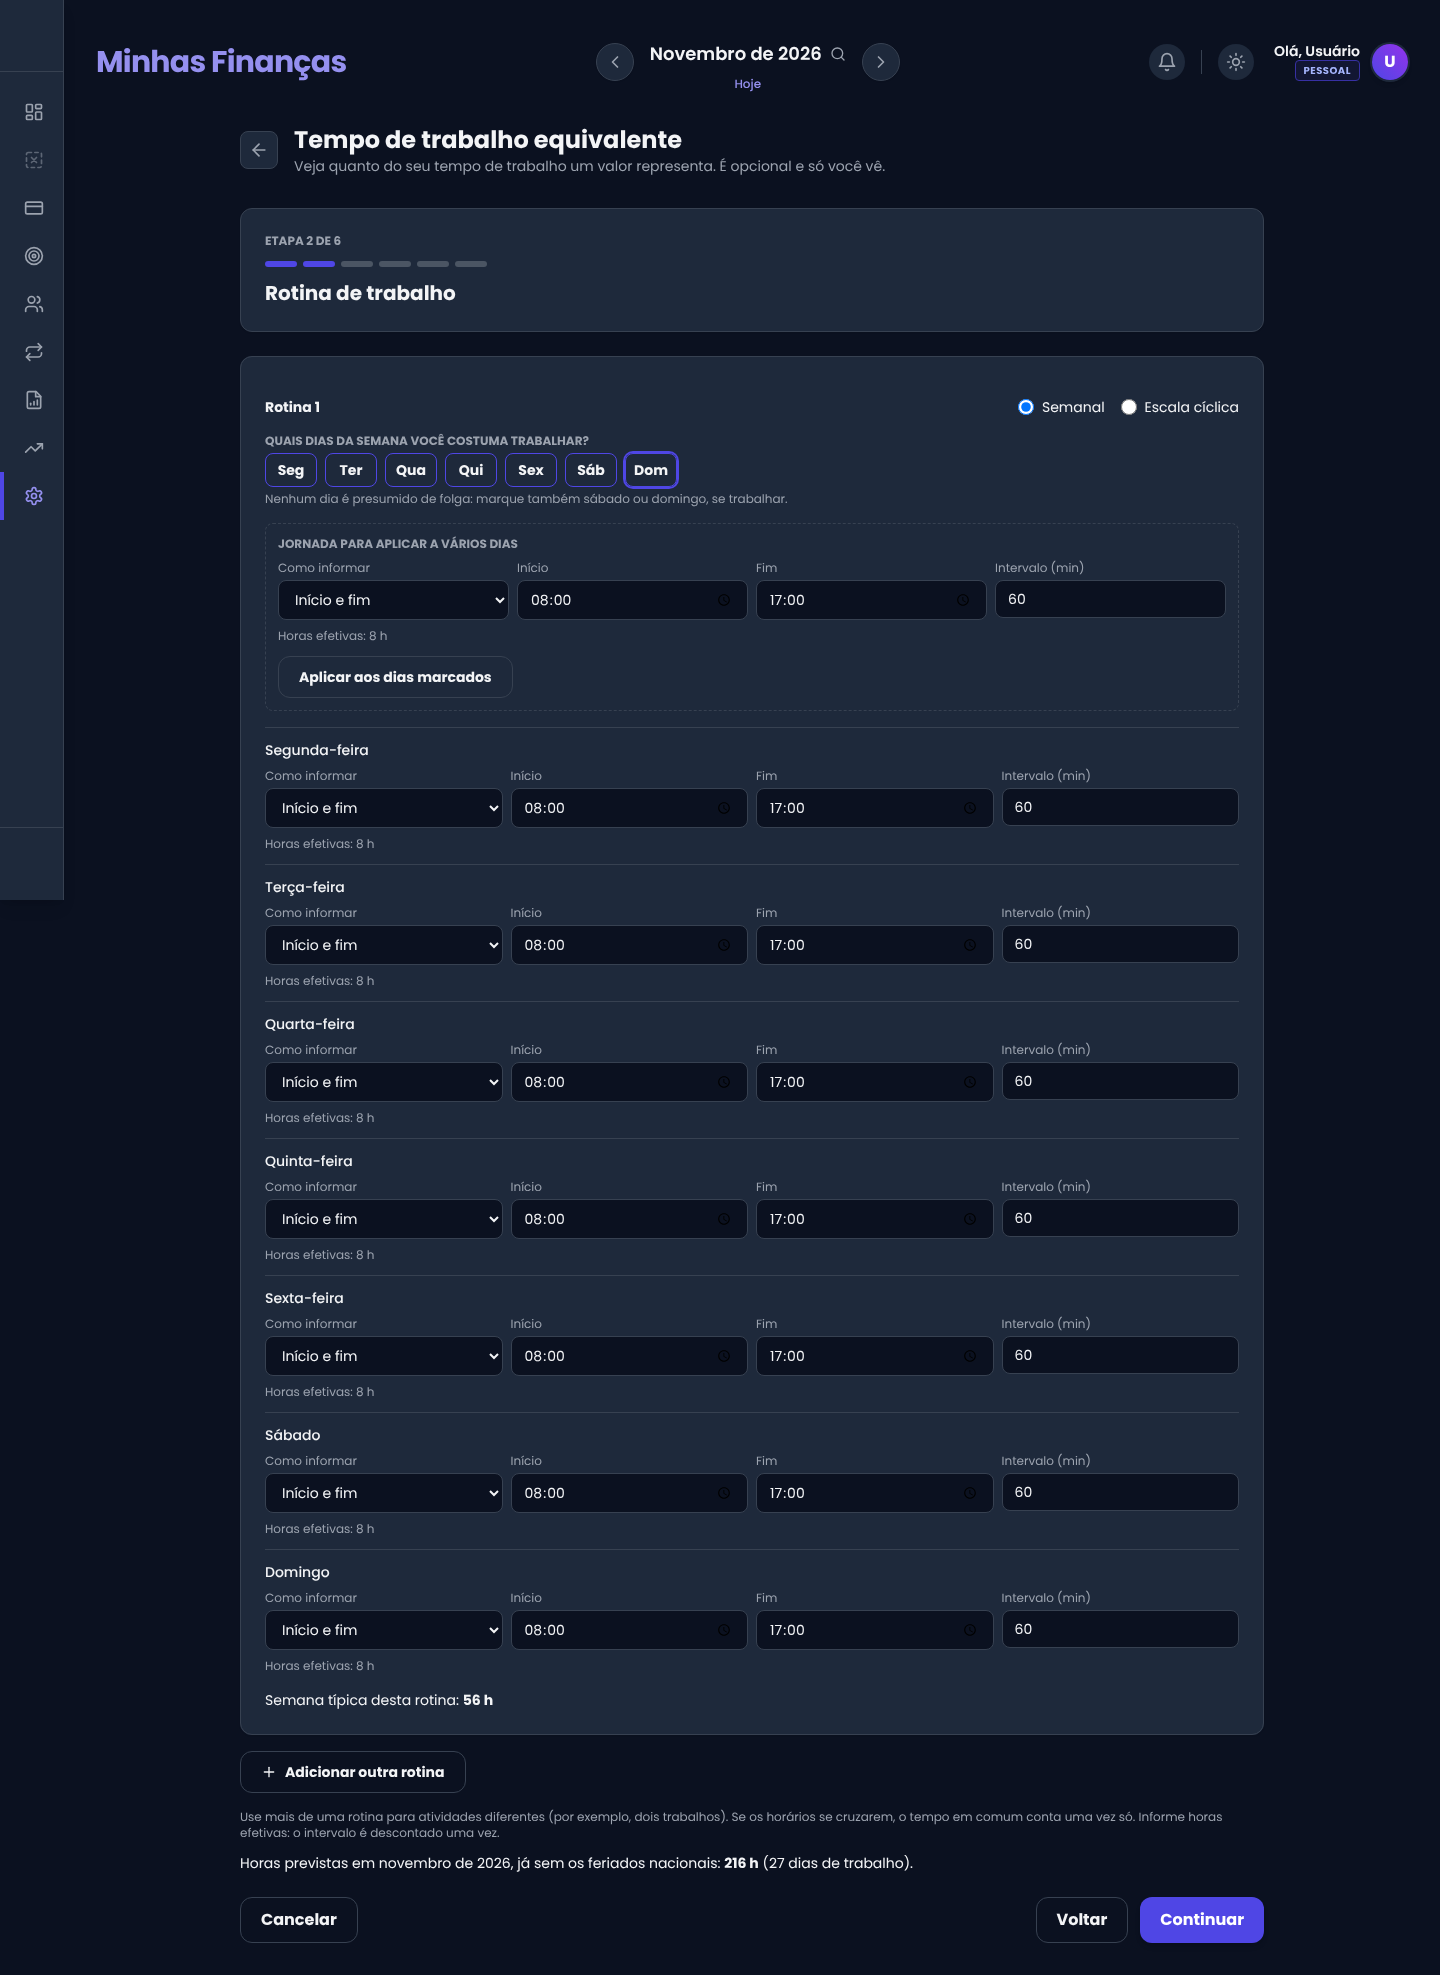 Minhas Finanças
Novembro de 2026
Hoje
Olá, Usuário
PESSOAL
U
Tempo de trabalho equivalente
Veja quanto do seu tempo de trabalho um valor representa. É opcional e só você vê.
ETAPA 2 DE 6
Rotina de trabalho
Rotina 1
Semanal
Escala cíclica
QUAIS DIAS DA SEMANA VOCÊ COSTUMA TRABALHAR?
Seg Ter Qua Qui Sex Sáb Dom
Nenhum dia é presumido de folga: marque também sábado ou domingo, se trabalhar.
JORNADA PARA APLICAR A VÁRIOS DIAS
Como informar Início Fim Intervalo (min)
Início e fim 08:00 17:00 60
Horas efetivas: 8 h
Aplicar aos dias marcados
Segunda-feira
Como informar Início Fim Intervalo (min)
Início e fim 08:00 17:00 60
Horas efetivas: 8 h
Terça-feira
Como informar Início Fim Intervalo (min)
Início e fim 08:00 17:00 60
Horas efetivas: 8 h
Quarta-feira
Como informar Início Fim Intervalo (min)
Início e fim 08:00 17:00 60
Horas efetivas: 8 h
Quinta-feira
Como informar Início Fim Intervalo (min)
Início e fim 08:00 17:00 60
Horas efetivas: 8 h
Sexta-feira
Como informar Início Fim Intervalo (min)
Início e fim 08:00 17:00 60
Horas efetivas: 8 h
Sábado
Como informar Início Fim Intervalo (min)
Início e fim 08:00 17:00 60
Horas efetivas: 8 h
Domingo
Como informar Início Fim Intervalo (min)
Início e fim 08:00 17:00 60
Horas efetivas: 8 h
Semana típica desta rotina: 56 h
+ Adicionar outra rotina
Use mais de uma rotina para atividades diferentes (por exemplo, dois trabalhos). Se os horários se cruzarem, o tempo em comum conta uma vez só. Informe horas
efetivas: o intervalo é descontado uma vez.
Horas previstas em novembro de 2026, já sem os feriados nacionais: 216 h (27 dias de trabalho).
Cancelar
Voltar
Continuar